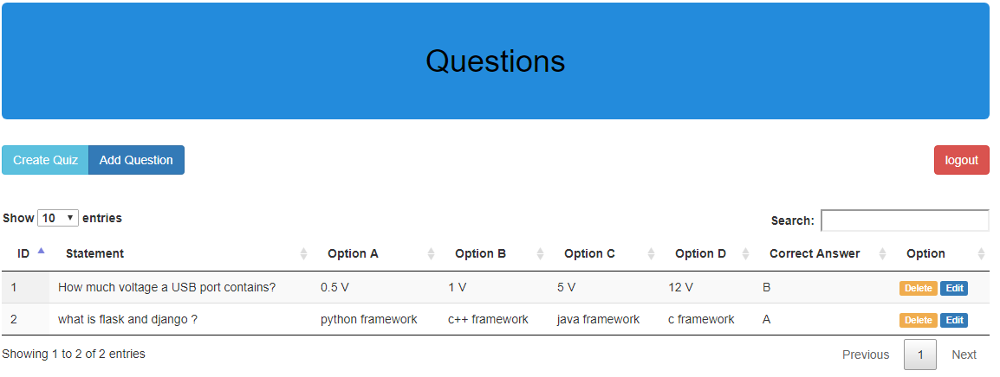 Questions
Create Quiz Add Question logout
Show 10 entries Search:
ID Statement Option A Option B Option C Option D Correct Answer Option
1 How much voltage a USB port contains? 0.5 V 1 V 5 V 12 V B Delete Edit
2 what is flask and django ? python framework c++ framework java framework c framework A Delete Edit
Showing 1 to 2 of 2 entries Previous 1 Next